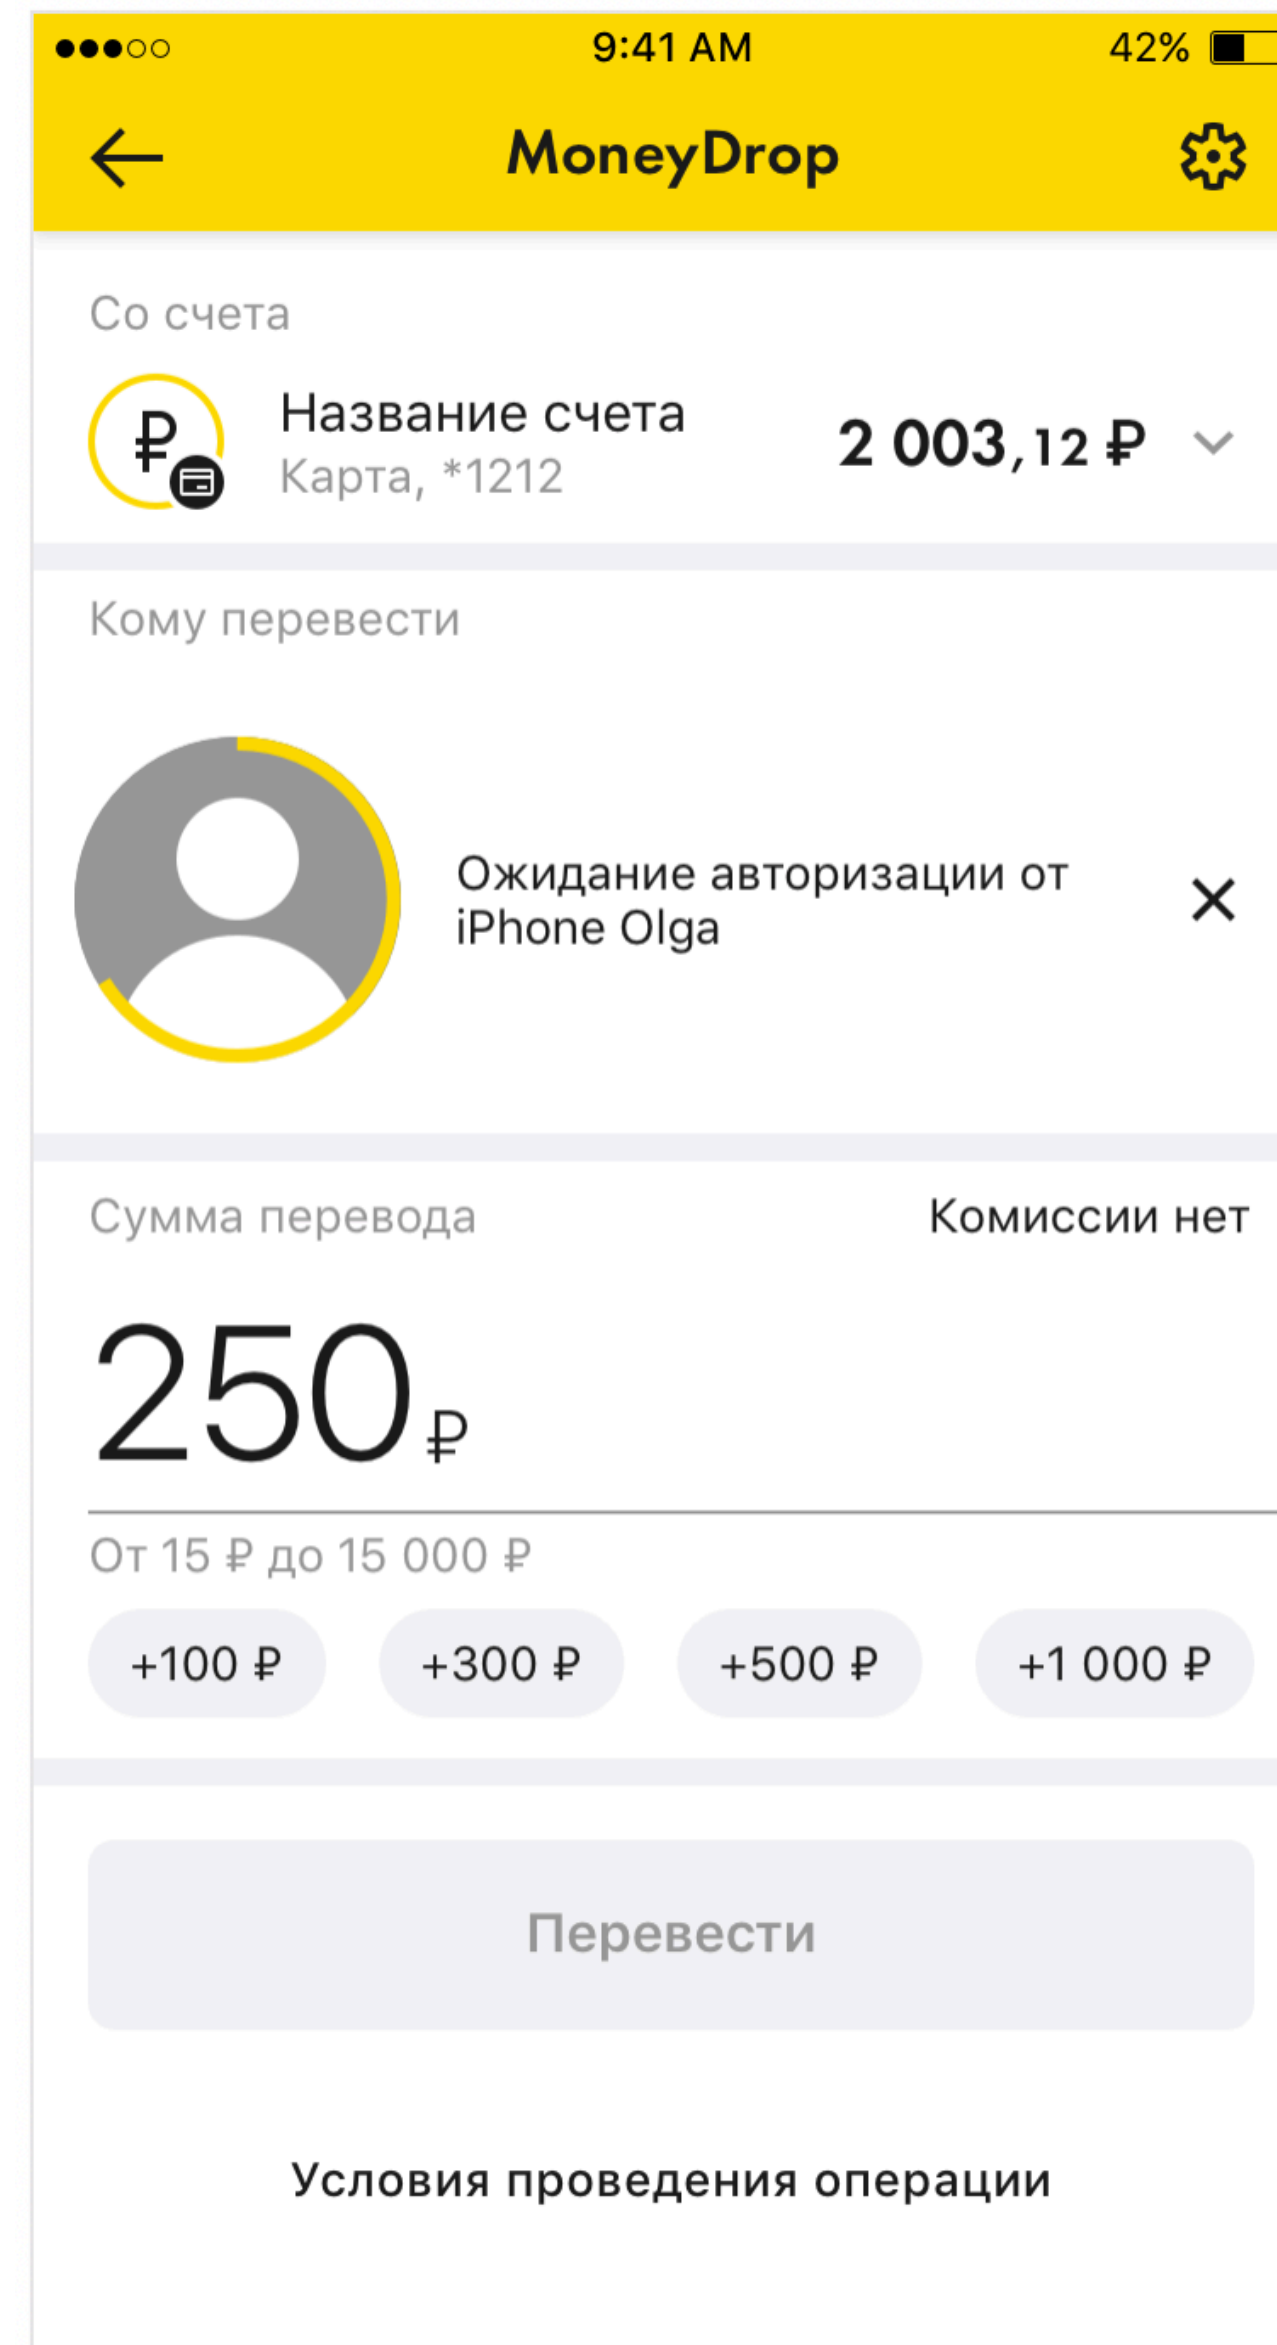 9:41 AM 42%
MoneyDrop
Со счета
Название счета 2 003,12 ₽
Карта, *1212
Кому перевести
Ожидание авторизации от
iPhone Olga
Сумма перевода Комиссии нет
250 ₽
От 15 ₽ до 15 000 ₽
+100 ₽ +300 ₽ +500 ₽ +1 000 ₽
Перевести
Условия проведения операции